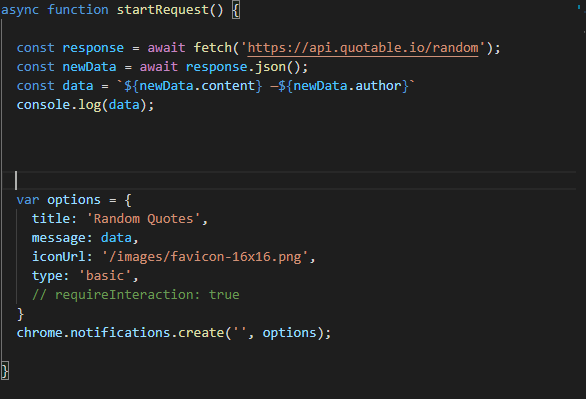 async function startRequest() {
const response = await fetch('https://api.quotable.io/random');
const newData = await response.json();
const data = `${newData.content} —${newData.author}`
console.log(data);
var options = {
title: 'Random Quotes',
message: data,
iconUrl: '/images/favicon-16x16.png',
type: 'basic',
// requireInteraction: true
}
chrome.notifications.create('', options);
}